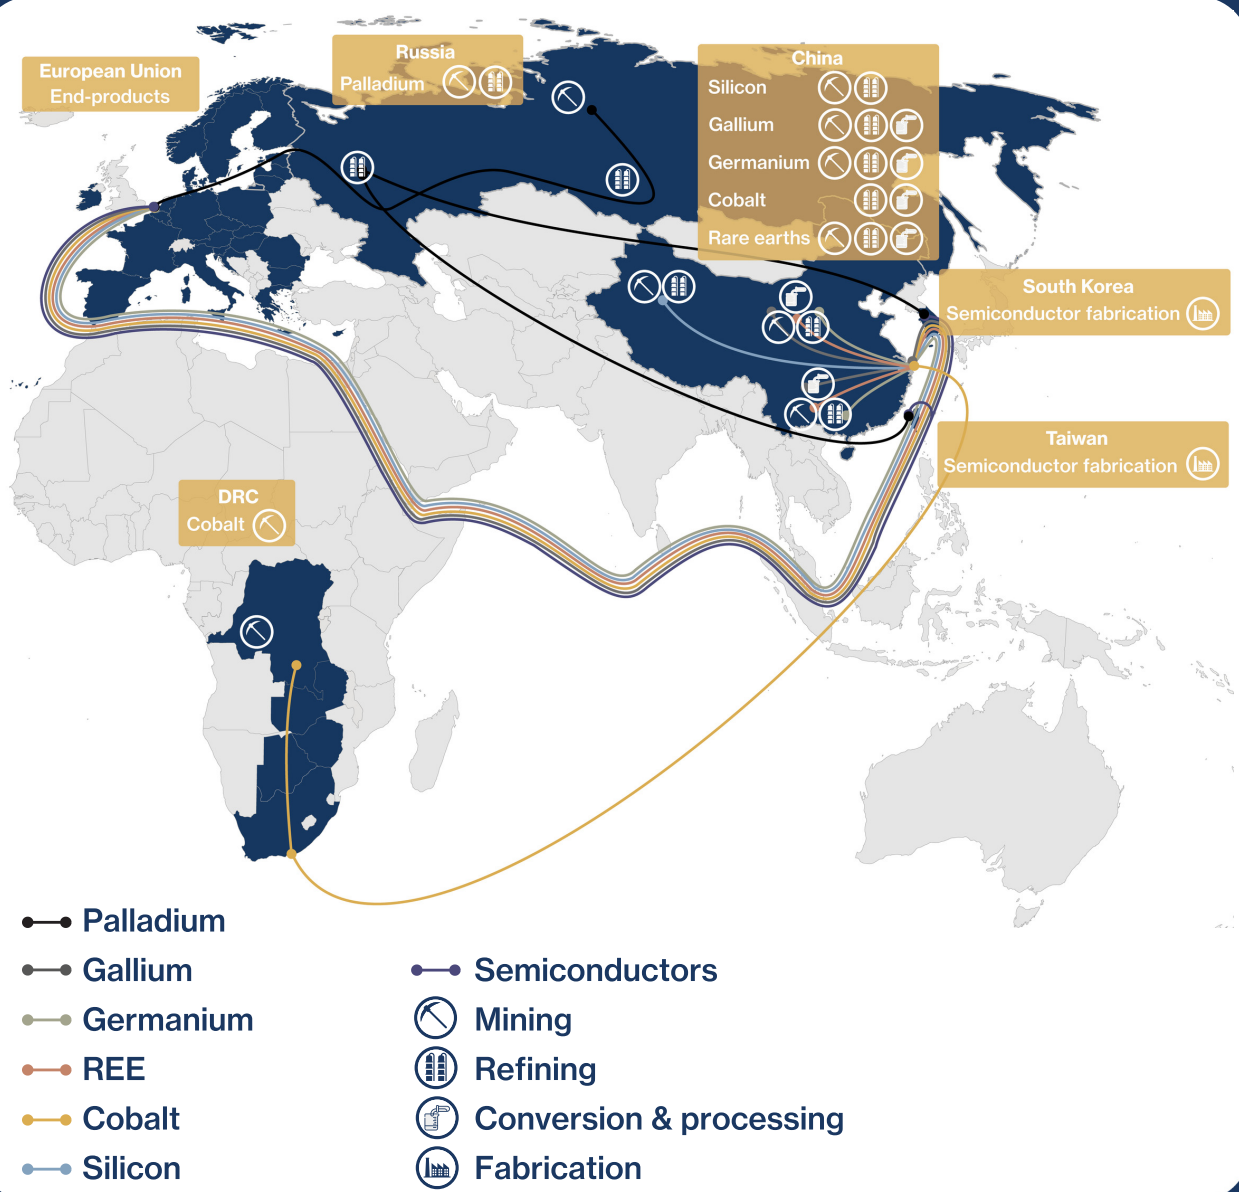 European Union
End-products
Russia
Palladium
China
Silicon
Gallium
Germanium
Cobalt
Rare earths
South Korea
Semiconductor fabrication
Taiwan
Semiconductor fabrication
DRC
Cobalt
Palladium
Gallium
Germanium
REE
Cobalt
Silicon
Semiconductors
Mining
Refining
Conversion & processing
Fabrication